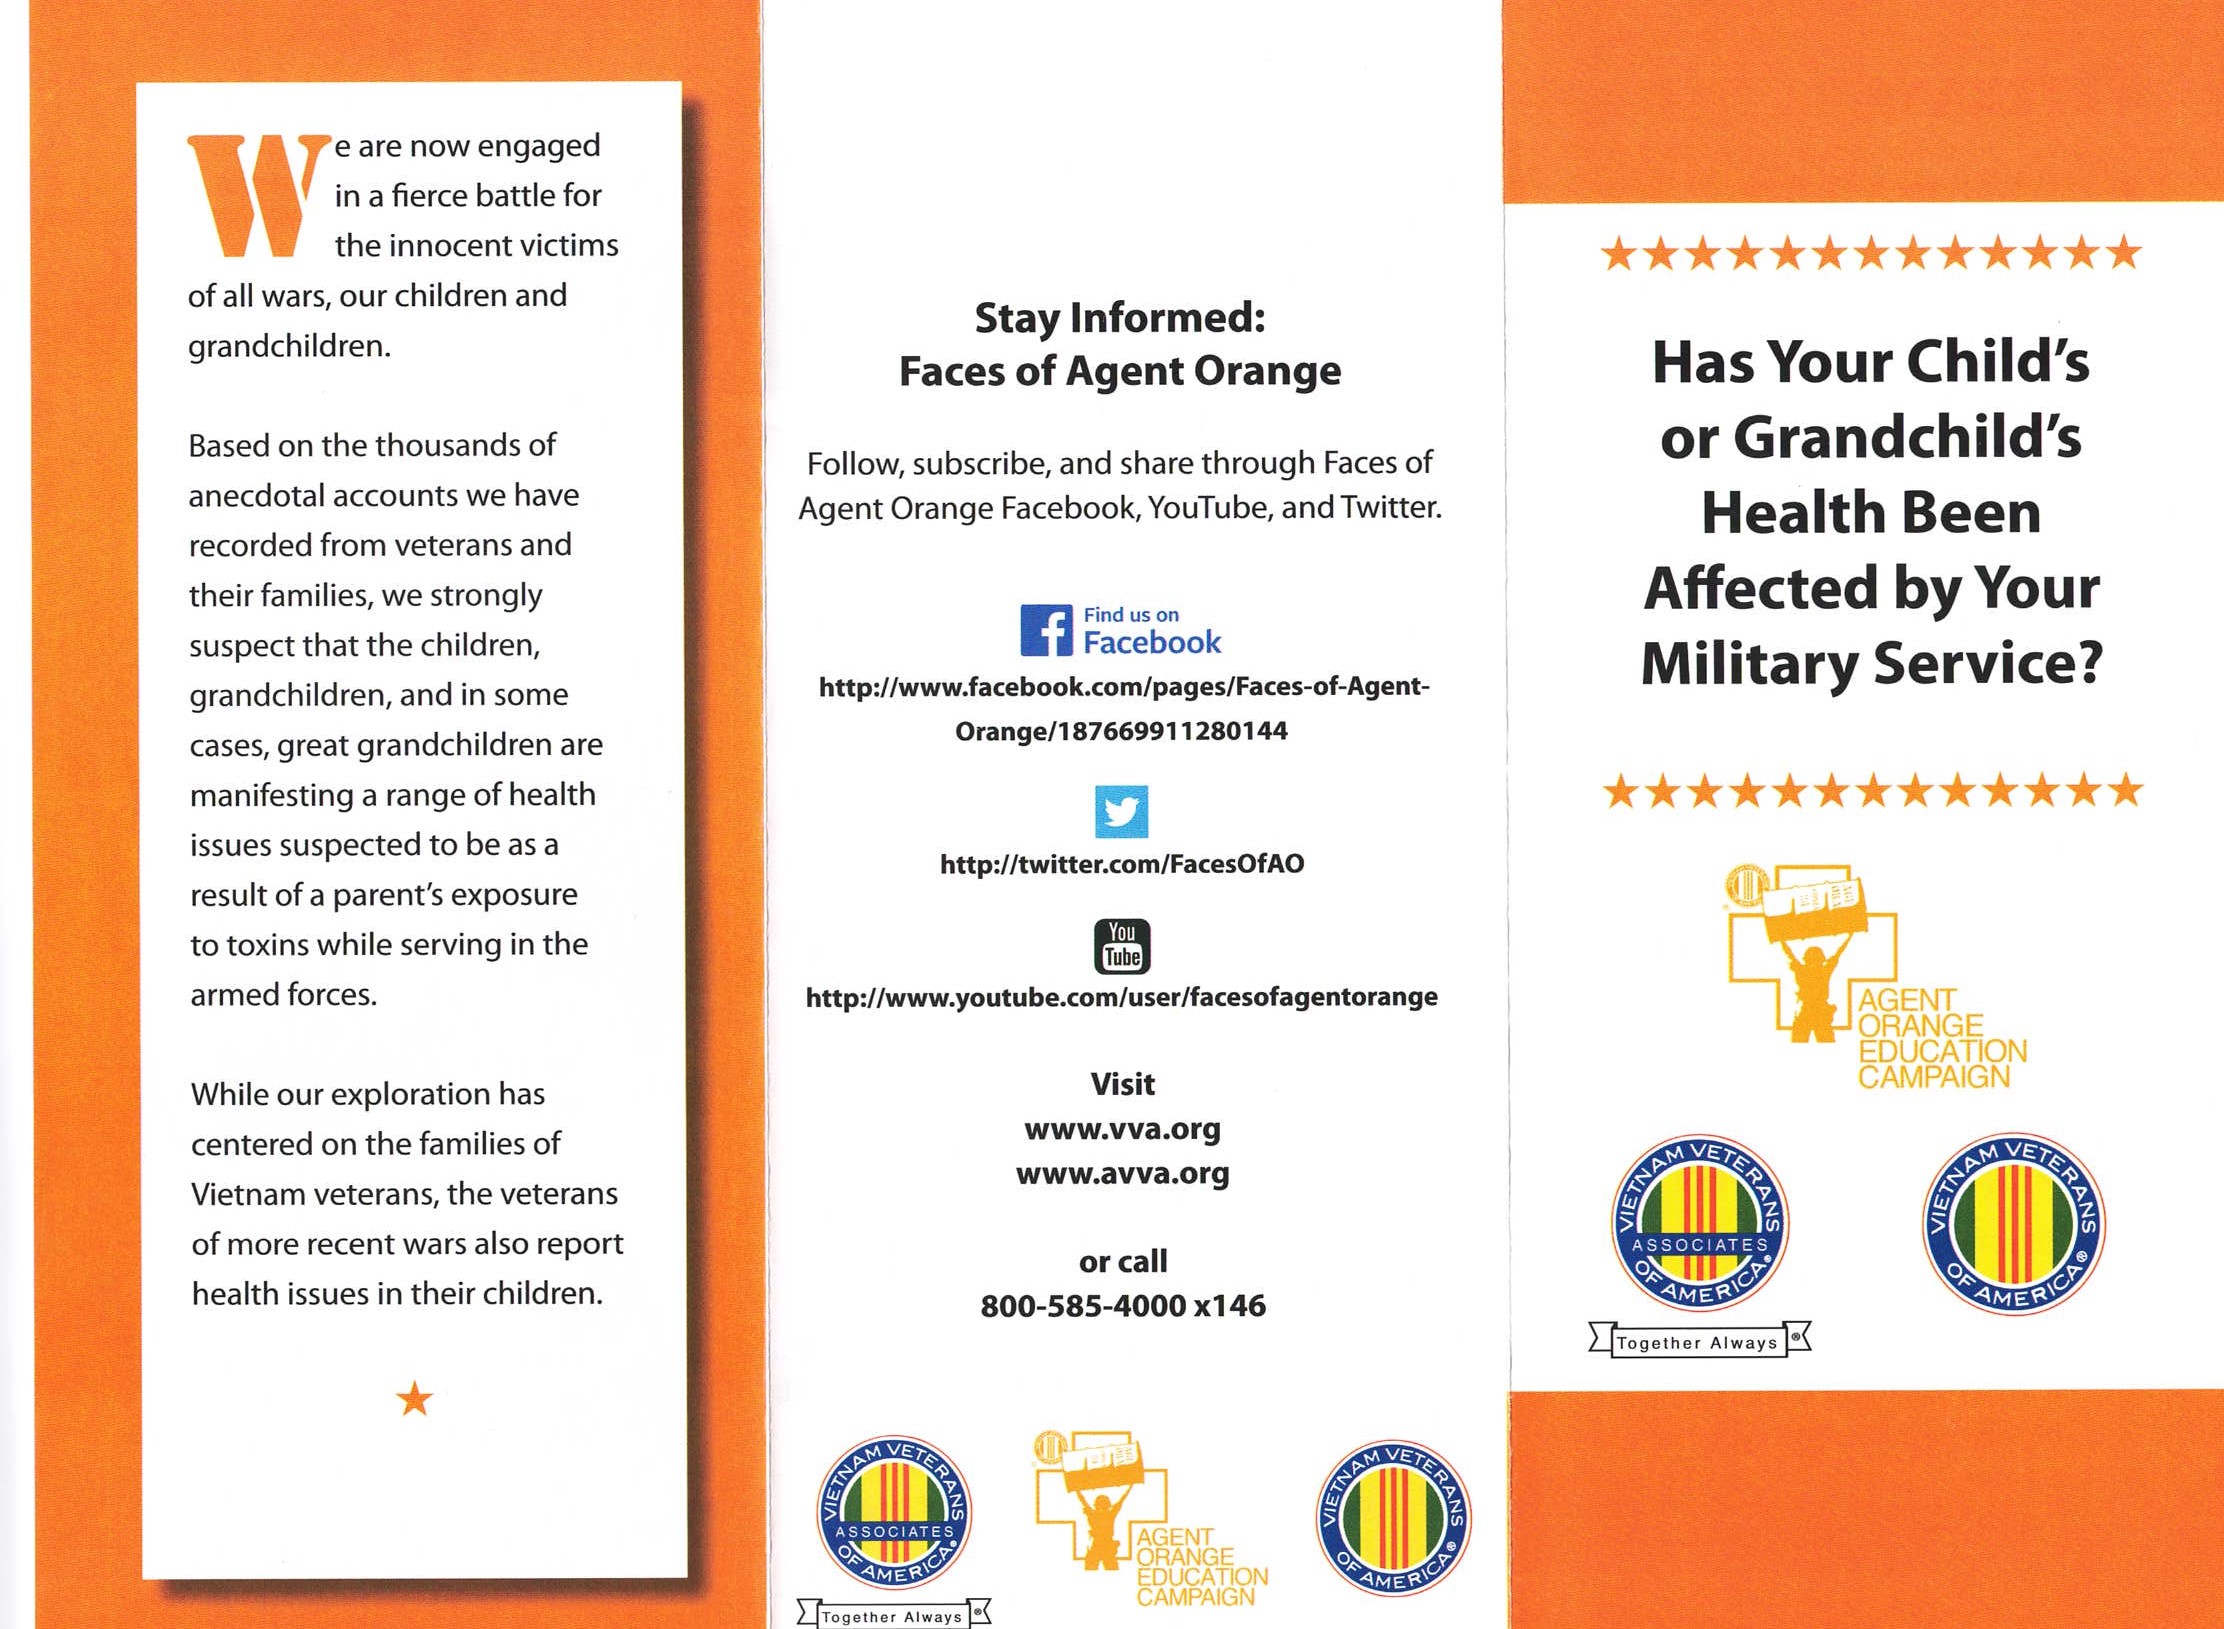 We are now engaged
in a fierce battle for
the innocent victims
of all wars, our children and
grandchildren.
Based on the thousands of
anecdotal accounts we have
recorded from veterans and
their families, we strongly
suspect that the children,
grandchildren, and in some
cases, great grandchildren are
manifesting a range of health
issues suspected to be as a
result of a parent’s exposure
to toxins while serving in the
armed forces.
While our exploration has
centered on the families of
Vietnam veterans, the veterans
of more recent wars also report
health issues in their children.
Stay Informed:
Faces of Agent Orange
Follow, subscribe, and share through Faces of
Agent Orange Facebook, YouTube, and Twitter.
Find us on
Facebook
http://www.facebook.com/pages/Faces-of-Agent-
Orange/187669911280144
http://twitter.com/FacesOfAO
You
Tube
http://www.youtube.com/user/facesofagentorange
Visit
www.vva.org
www.avva.org
or call
800-585-4000 x146
VIETNAM VETERANS
ASSOCIATES
OF AMERICA®
Together Always ®
AGENT
ORANGE
EDUCATION
CAMPAIGN
VIETNAM VETERANS
OF AMERICA®
Has Your Child’s
or Grandchild’s
Health Been
Affected by Your
Military Service?
AGENT
ORANGE
EDUCATION
CAMPAIGN
VIETNAM VETERANS
ASSOCIATES
OF AMERICA®
Together Always ®
VIETNAM VETERANS
OF AMERICA®